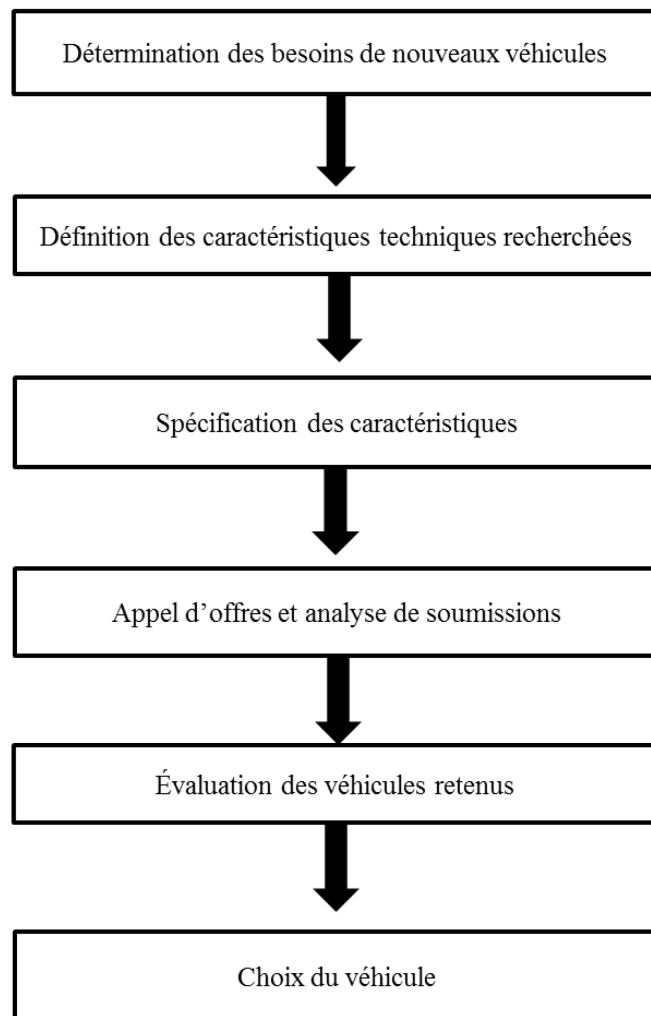 Détermination des besoins de nouveaux véhicules
Définition des caractéristiques techniques recherchées
Spécification des caractéristiques
Appel d’offres et analyse de soumissions
Évaluation des véhicules retenus
Choix du véhicule